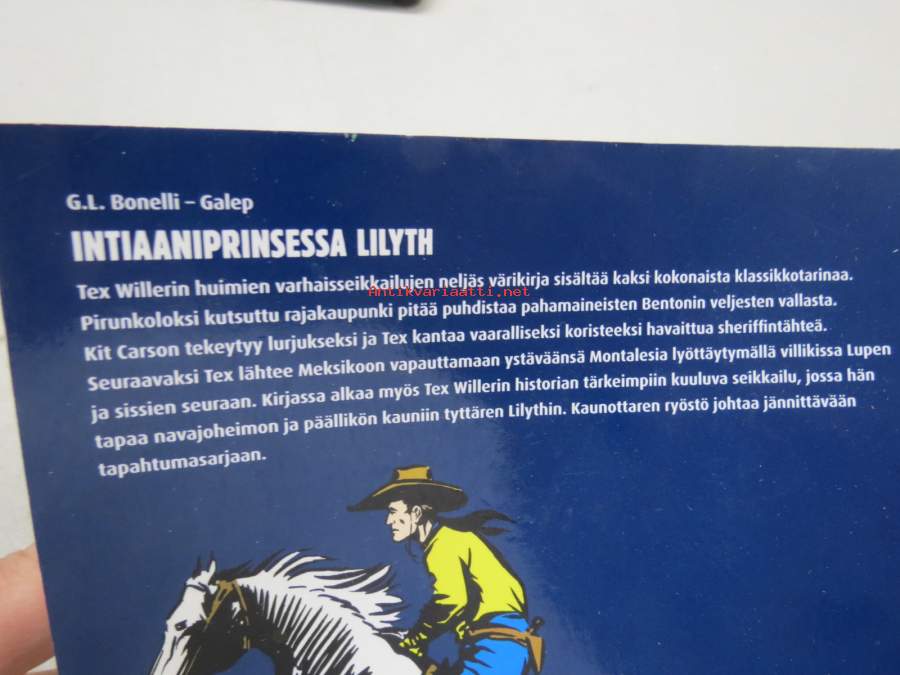 G.L. Bonelli – Galep
INTIAANIPRINSESSA LILYTH
Tex Willerin huimien varhaisseikkailujen neljäs värikirja sisältää kaksi kokonaista klassikkotarinaa.
Antikvariaatti.net
Pirunkoloksi kutsuttu rajakaupunki pitää puhdistaa pahamaineisten Bentonin veljesten vallasta.
Kit Carson tekeytyy lurjukseksi ja Tex kantaa vaaralliseksi koristeeksi havaittua sheriffintähteä.
Seuraavaksi Tex lähtee Meksikoon vapauttamaan ystäväänsä Montalesia lyöttäytymällä villikissa Lupen
ja sissien seuraan. Kirjassa alkaa myös Tex Willerin historian tärkeimpiin kuuluva seikkailu, jossa hän
tapaa navajoheimon ja päällikön kauniin tyttären Lilythin. Kaunottaren ryöstö johtaa jännittävään
tapahtumasarjaan.